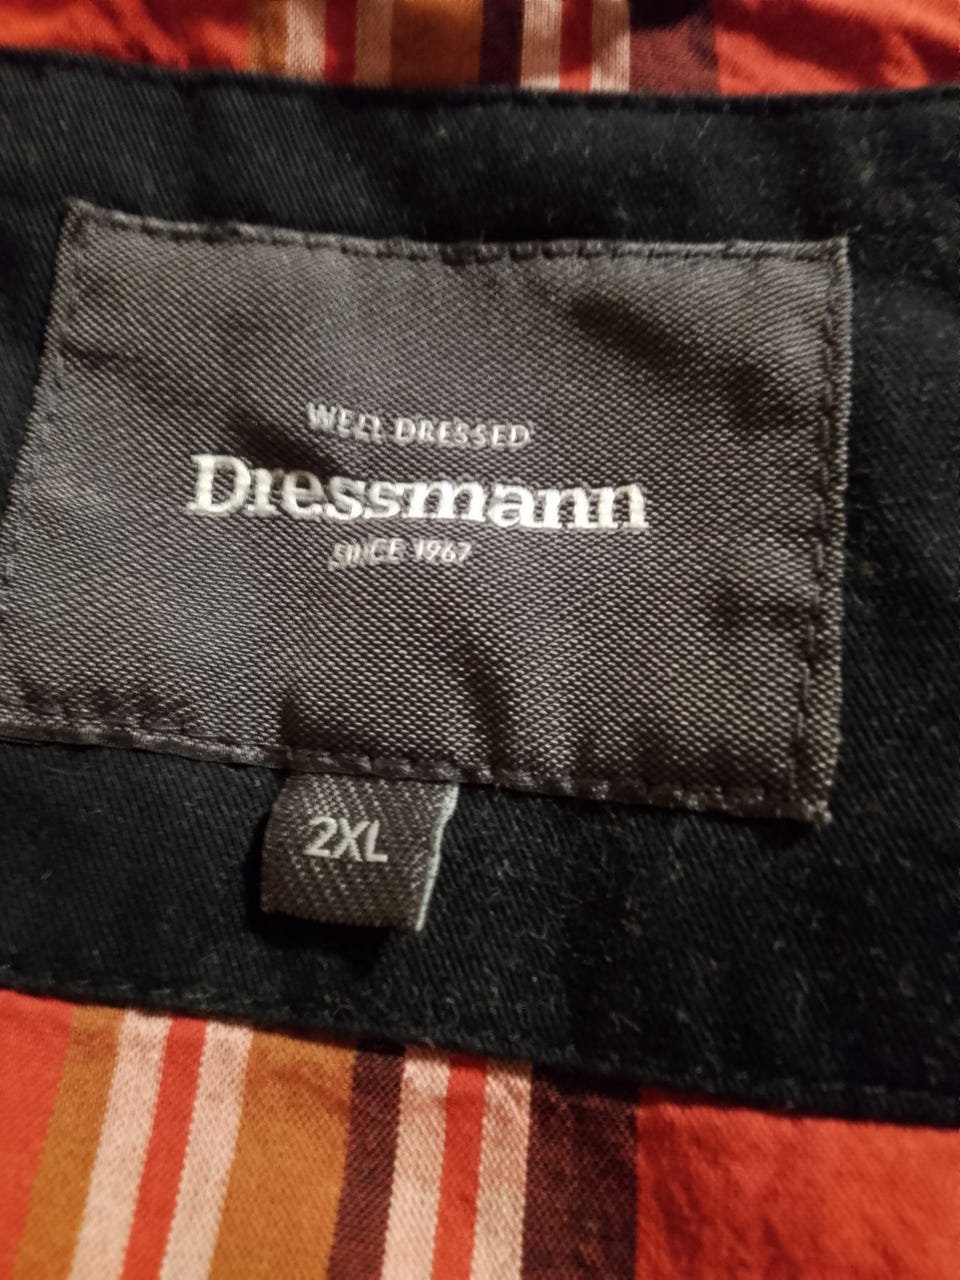 WELL DRESSED
Dressmann
SINCE 1967
2XL